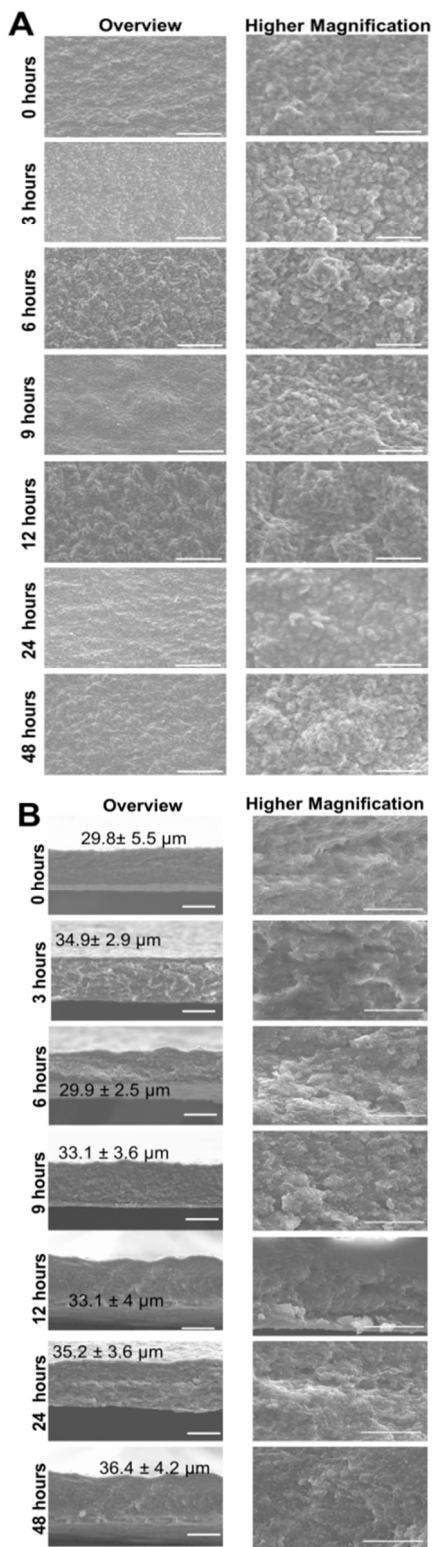 A
Overview Higher Magnification
0 hours
3 hours
6 hours
9 hours
12 hours
24 hours
48 hours
B
Overview Higher Magnification
0 hours
29.8± 5.5 µm
3 hours
34.9± 2.9 µm
6 hours
29.9 ± 2.5 µm
9 hours
33.1 ± 3.6 µm
12 hours
33.1 ± 4 µm
24 hours
35.2 ± 3.6 µm
48 hours
36.4 ± 4.2 µm